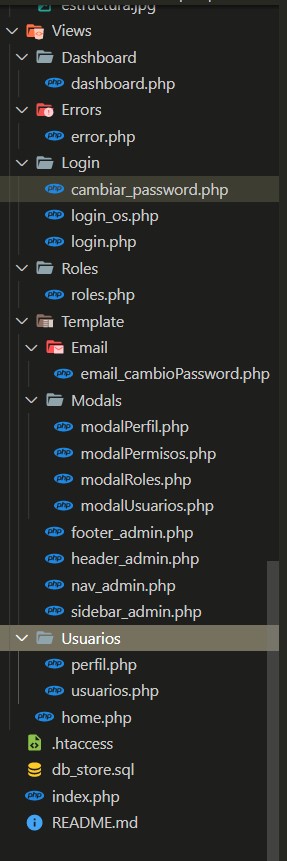 estructura.jpg
Views
Dashboard
php dashboard.php
Errors
php error.php
Login
php cambiar_password.php
php login_os.php
php login.php
Roles
php roles.php
Template
Email
php email_cambioPassword.php
Modals
php modalPerfil.php
php modalPermisos.php
php modalRoles.php
php modalUsuarios.php
php footer_admin.php
php header_admin.php
php nav_admin.php
php sidebar_admin.php
Usuarios
php perfil.php
php usuarios.php
php home.php
.htaccess
db_store.sql
php index.php
README.md